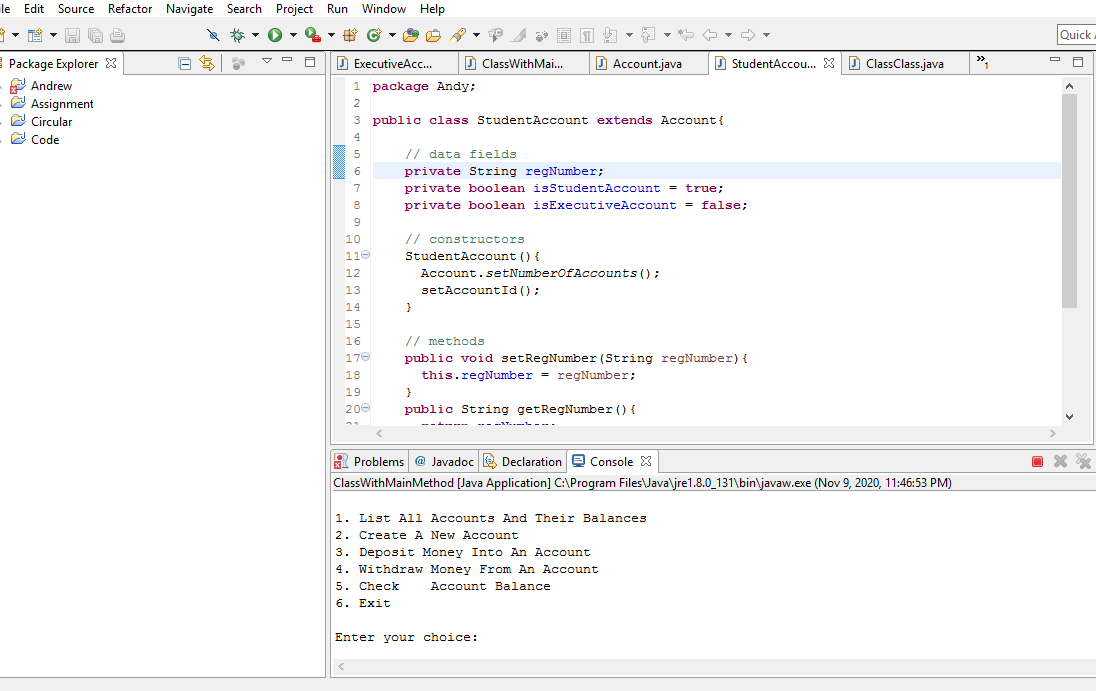 Edit Source Refactor Navigate Search Project Run Window Help
Quick
Package Explorer
Andrew
Assignment
Circular
Code
ExecutiveAcc... ClassWithMai... Account.java StudentAccou... ClassClass.java »1
1 package Andy;
2
3 public class StudentAccount extends Account{
4
5 // data fields
6 private String regNumber;
7 private boolean isStudentAccount = true;
8 private boolean isExecutiveAccount = false;
9
10 // constructors
11 StudentAccount(){
12 Account.setNumberOfAccounts();
13 setAccountId();
14 }
15
16 // methods
17 public void setRegNumber(String regNumber){
18 this.regNumber = regNumber;
19 }
20 public String getRegNumber(){
Problems @ Javadoc Declaration Console
ClassWithMainMethod [Java Application] C:\Program Files\Java\jre1.8.0_131\bin\javaw.exe (Nov 9, 2020, 11:46:53 PM)
1. List All Accounts And Their Balances
2. Create A New Account
3. Deposit Money Into An Account
4. Withdraw Money From An Account
5. Check Account Balance
6. Exit
Enter your choice: